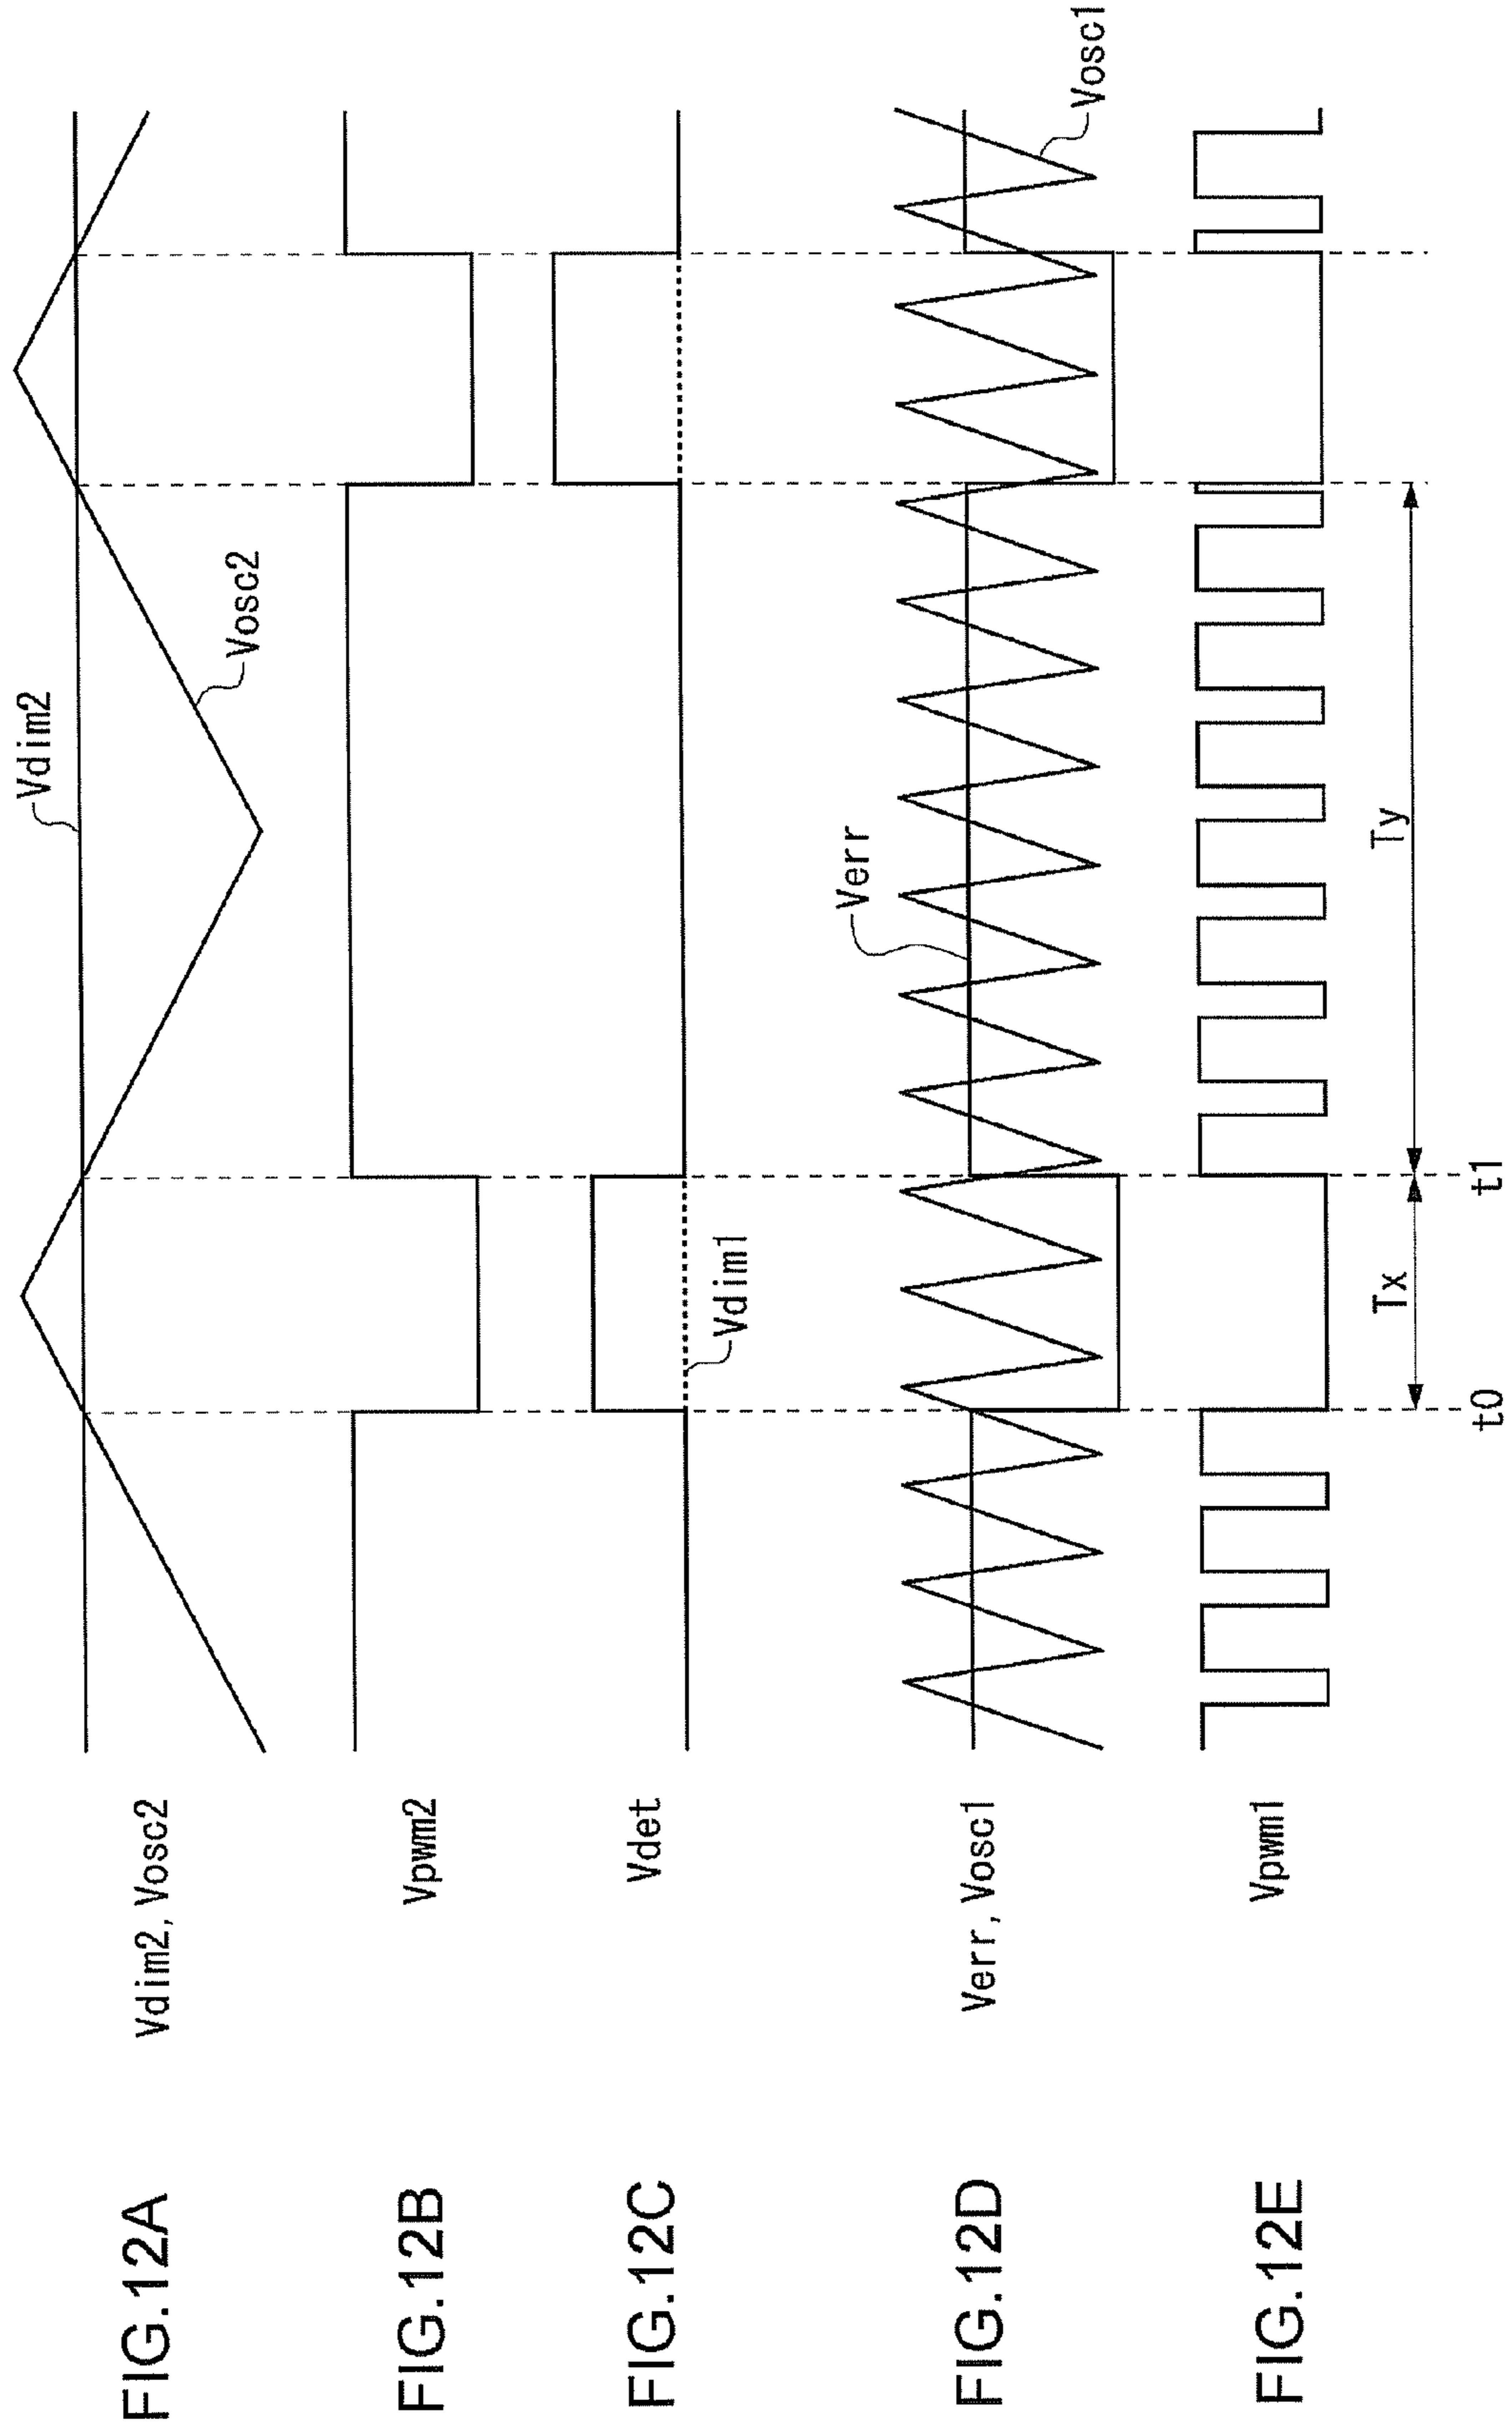 FIG.12A
Vdim2, Vosc2
Vdim2
Vosc2
FIG.12B
Vpwm2
FIG.12C
Vdet
Vdim1
FIG.12D
Verr, Vosc1
Verr
Vosc1
FIG.12E
Vpwm1
Tx
Ty
t0
t1